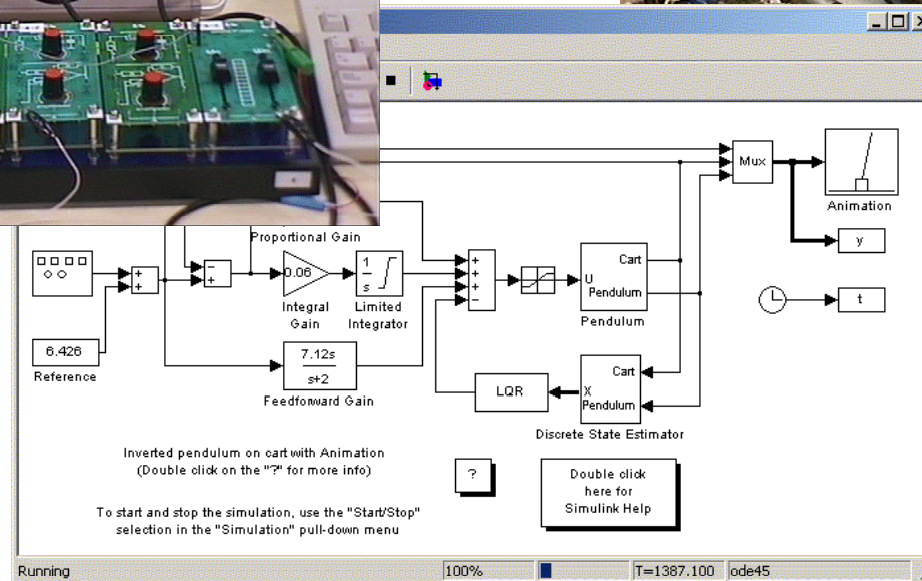 Mux
Animation
Proportional Gain
+
+
−
+
0.06
1
s
+
+
+
−
Cart
U
Pendulum
y
t
Integral
Gain
Limited
Integrator
Pendulum
6.426
Reference
7.12s
s+2
Feedforward Gain
LQR
Cart
X
Pendulum
Discrete State Estimator
Inverted pendulum on cart with Animation
(Double click on the "?" for more info)
?
Double click
here for
Simulink Help
To start and stop the simulation, use the "Start/Stop"
selection in the "Simulation" pull-down menu
Running
100%
T=1387.100
ode45